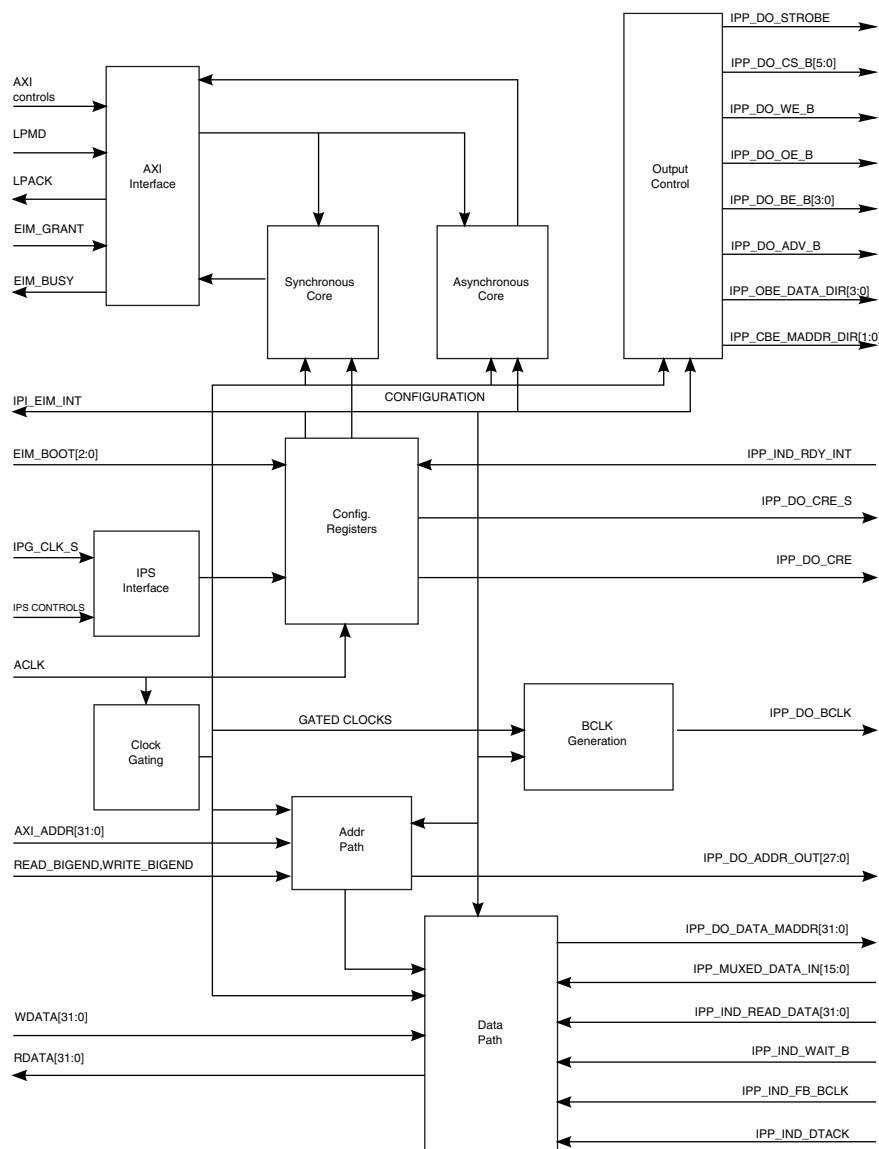 IPP_DO_STROBE
IPP_DO_CS_B[5:0]
IPP_DO_WE_B
IPP_DO_OE_B
IPP_DO_BE_B[3:0]
IPP_DO_ADV_B
IPP_OBE_DATA_DIR[3:0]
IPP_CBE_MADDR_DIR[1:0]
Output
Control
AXI
controls
LPMD
LPACK
EIM_GRANT
EIM_BUSY
AXI
Interface
Synchronous
Core
Asynchronous
Core
IPI_EIM_INT
CONFIGURATION
EIM_BOOT[2:0]
IPP_IND_RDY_INT
Config.
Registers
IPP_DO_CRE_S
IPP_DO_CRE
IPG_CLK_S
IPS CONTROLS
IPS
Interface
ACLK
Clock
Gating
GATED CLOCKS
BCLK
Generation
IPP_DO_BCLK
AXI_ADDR[31:0]
READ_BIGEND,WRITE_BIGEND
Addr
Path
IPP_DO_ADDR_OUT[27:0]
IPP_DO_DATA_MADDR[31:0]
IPP_MUXED_DATA_IN[15:0]
IPP_IND_READ_DATA[31:0]
IPP_IND_WAIT_B
IPP_IND_FB_BCLK
IPP_IND_DTACK
WDATA[31:0]
RDATA[31:0]
Data
Path